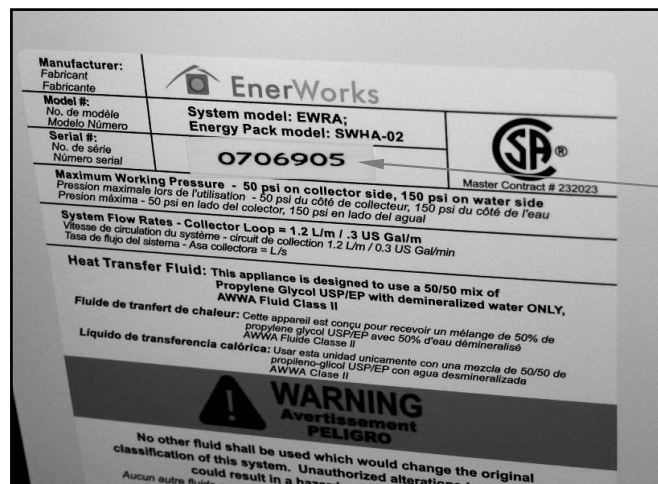 Manufacturer:
Fabricant
Fabricante
EnerWorks
Model #:
No. de modèle
Modelo Número
System model: EWRA;
Energy Pack model: SWHA-02
Serial #:
No. de série
Número serial
0706905
CSA ®
Master Contract # 232023
Maximum Working Pressure - 50 psi on collector side, 150 psi on water side
Pression maximale lors de l'utilisation - 50 psi du côté de collecteur, 150 psi du côté de l'eau
Presion máxima - 50 psi en lado del colector, 150 psi en lado del agual
System Flow Rates - Collector Loop = 1.2 L/m / .3 US Gal/m
Vitesse de circulation du système - circuit de collection 1.2 L/m / 0.3 US Gal/min
Tasa de flujo del sistema - Asa collectora = L/s
Heat Transfer Fluid: This appliance is designed to use a 50/50 mix of
Propylene Glycol USP/EP with demineralized water ONLY,
AWWA Fluid Class II
Fluide de tranfert de chaleur: Cette appareil est conçu pour recevoir un mélange de 50% de
propylene glycol USP/EP avec 50% d'eau démineralisé
AWWA Fluide Classe II
Líquido de transferencia calórica: Usar esta unidad unicamente con una mezcla de 50/50 de
propileno-glicol USP/EP con agua desmineralizada
AWWA Clase II
WARNING
Avertissement
PELIGRO
No other fluid shall be used which would change the original
classification of this system. Unauthorized alterations
could result in a
Aucun autre